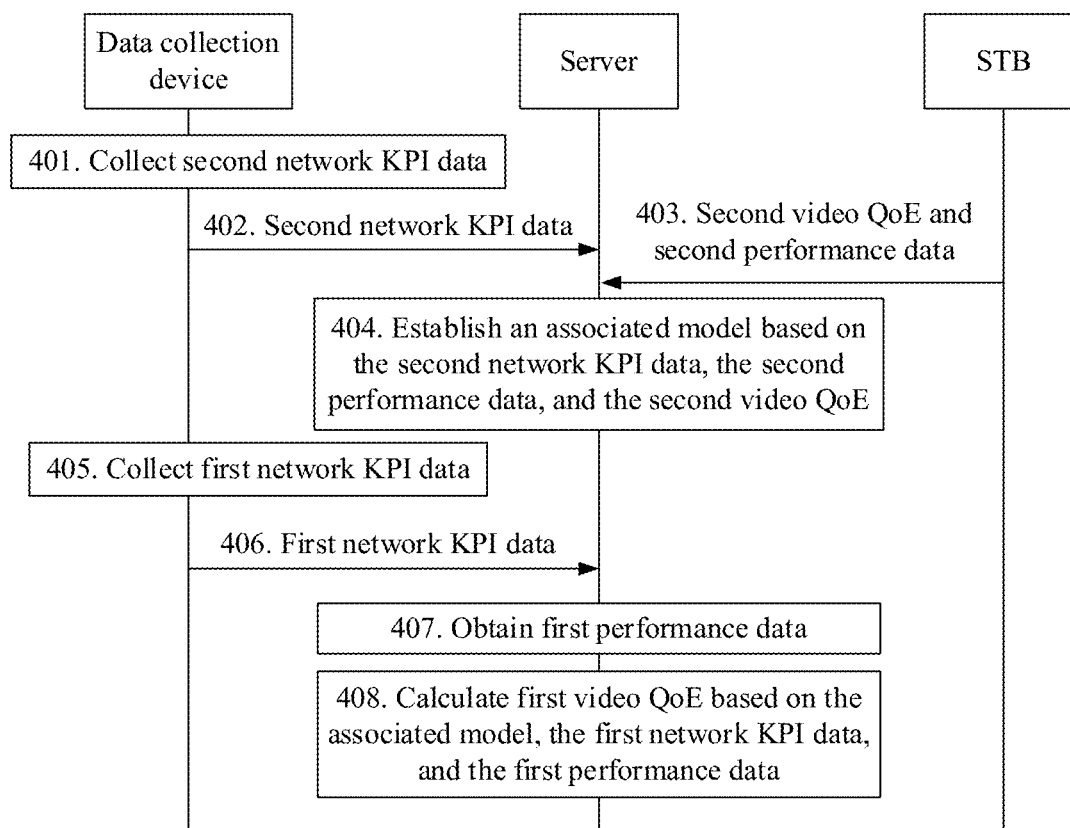 Data collection
device
Server
STB
401. Collect second network KPI data
402. Second network KPI data
403. Second video QoE and
second performance data
404. Establish an associated model based on
the second network KPI data, the second
performance data, and the second video QoE
405. Collect first network KPI data
406. First network KPI data
407. Obtain first performance data
408. Calculate first video QoE based on the
associated model, the first network KPI data,
and the first performance data